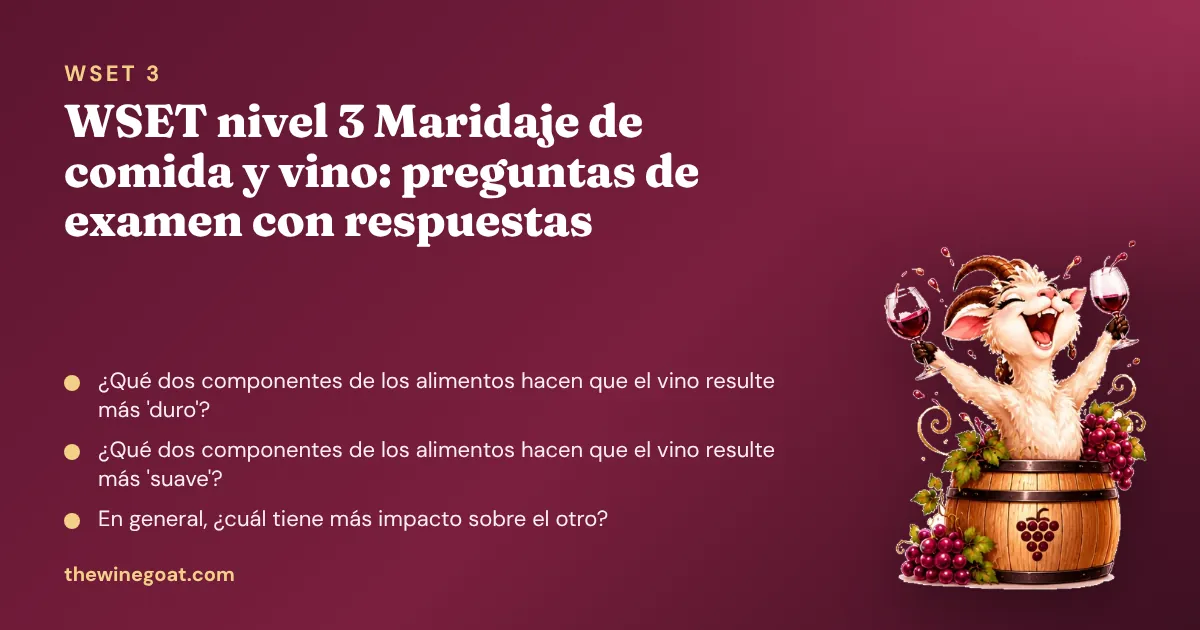 WSET 3
WSET nivel 3 Maridaje de
comida y vino: preguntas de
examen con respuestas
¿Qué dos componentes de los alimentos hacen que el vino resulte
más 'duro'?
¿Qué dos componentes de los alimentos hacen que el vino resulte
más 'suave'?
En general, ¿cuál tiene más impacto sobre el otro?
thewinegoat.com